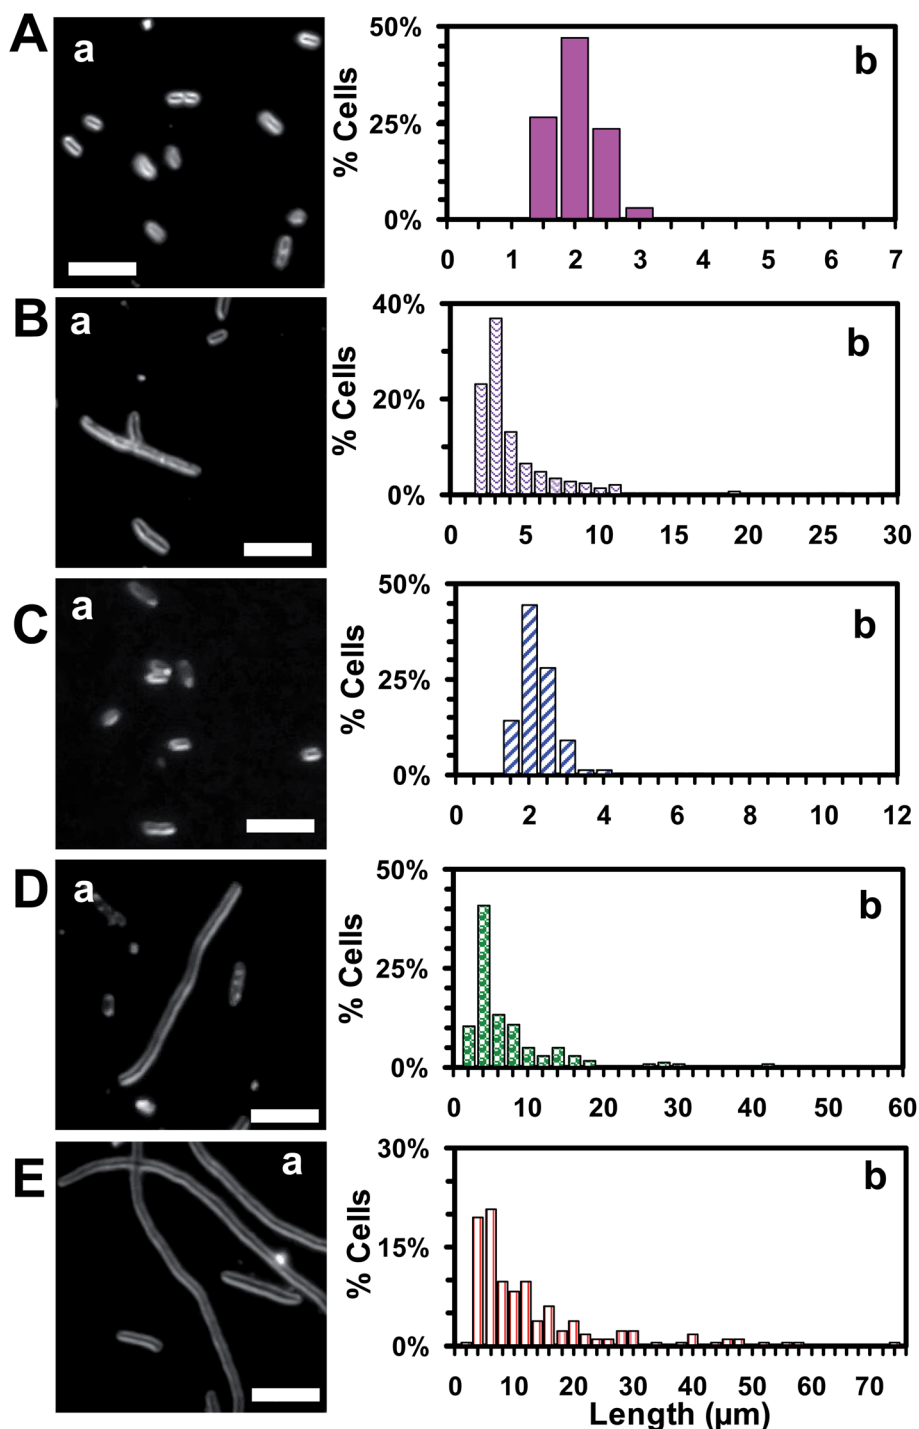 A
a
b
% Cells
50%
25%
0%
0 1 2 3 4 5 6 7
B
a
b
% Cells
40%
20%
0%
0 5 10 15 20 25 30
C
a
b
% Cells
50%
25%
0%
0 2 4 6 8 10 12
D
a
b
% Cells
50%
25%
0%
0 10 20 30 40 50 60
E
a
b
% Cells
30%
15%
0%
0 10 20 30 40 50 60 70
Length (µm)